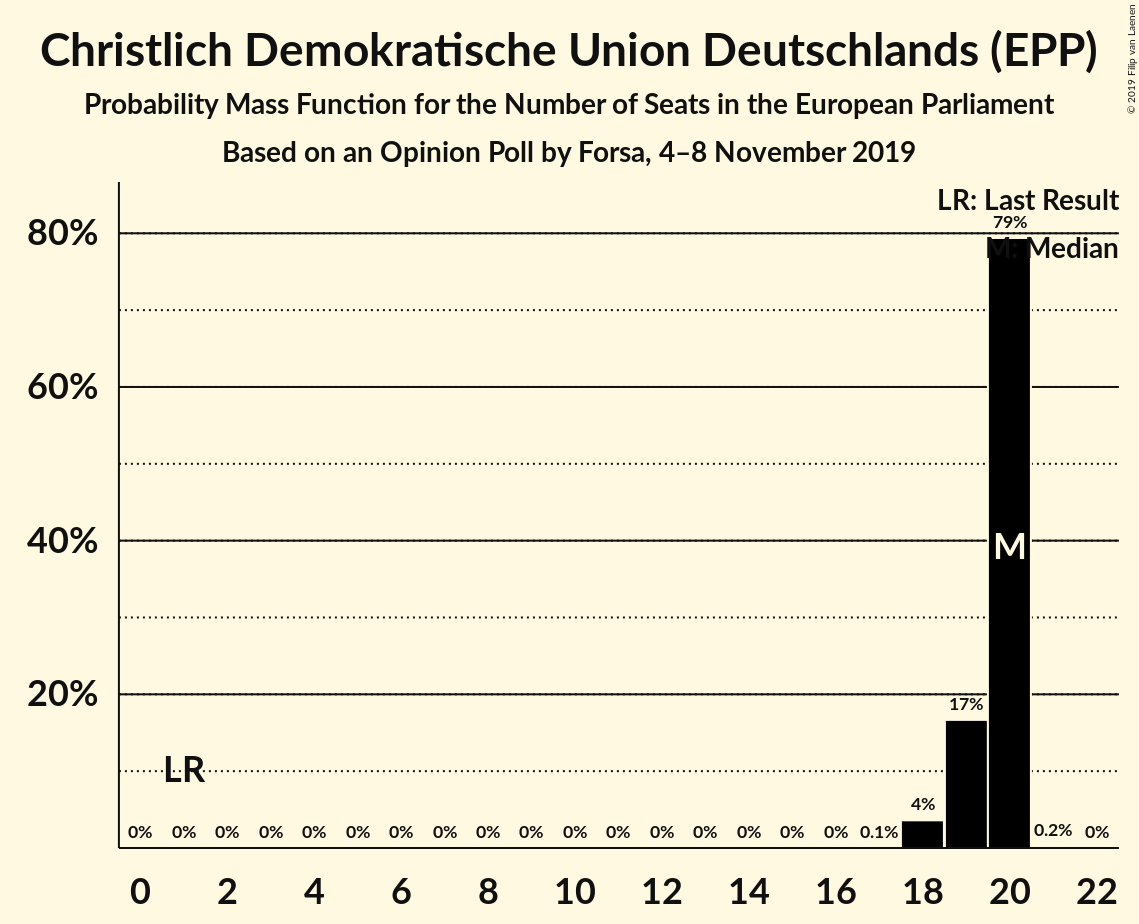 Christlich Demokratische Union Deutschlands (EPP)
Probability Mass Function for the Number of Seats in the European Parliament
Based on an Opinion Poll by Forsa, 4–8 November 2019
© 2019 Filip van Laenen
LR: Last Result
79%
80%
M: Median
60%
40%
M
20%
17%
LR
4%
0% 0% 0% 0% 0% 0% 0% 0% 0% 0% 0% 0% 0% 0% 0% 0% 0% 0.1% 0.2% 0%
0 2 4 6 8 10 12 14 16 18 20 22